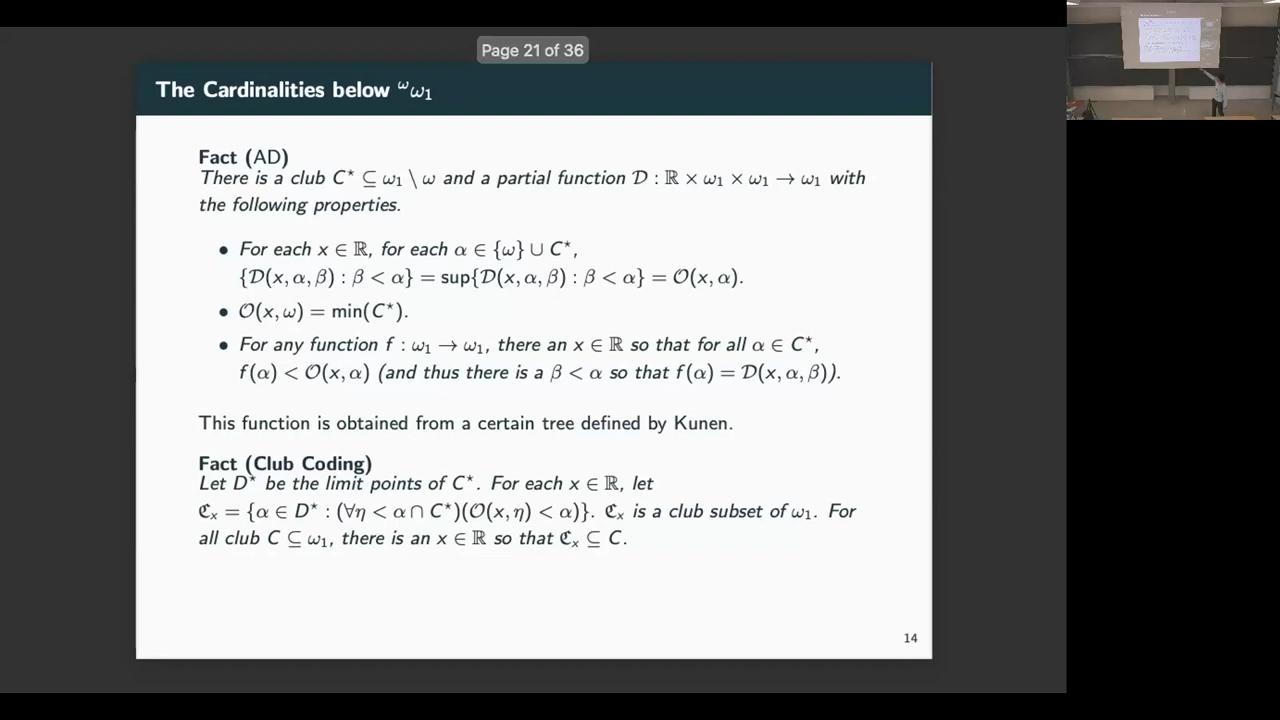 Page 21 of 36
The Cardinalities below ^ωω₁
Fact (AD)
There is a club C* ⊆ ω₁ \ ω and a partial function 𝒟 : ℝ × ω₁ × ω₁ → ω₁ with
the following properties.
• For each x ∈ ℝ, for each α ∈ {ω} ∪ C*,
{𝒟(x, α, β) : β < α} = sup{𝒟(x, α, β) : β < α} = 𝒪(x, α).
• 𝒪(x, ω) = min(C*).
• For any function f : ω₁ → ω₁, there an x ∈ ℝ so that for all α ∈ C*,
f(α) < 𝒪(x, α) (and thus there is a β < α so that f(α) = 𝒟(x, α, β)).
This function is obtained from a certain tree defined by Kunen.
Fact (Club Coding)
Let D* be the limit points of C*. For each x ∈ ℝ, let
ℭₓ = {α ∈ D* : (∀η < α ∩ C*)(𝒪(x, η) < α)}. ℭₓ is a club subset of ω₁. For
all club C ⊆ ω₁, there is an x ∈ ℝ so that ℭₓ ⊆ C.
14